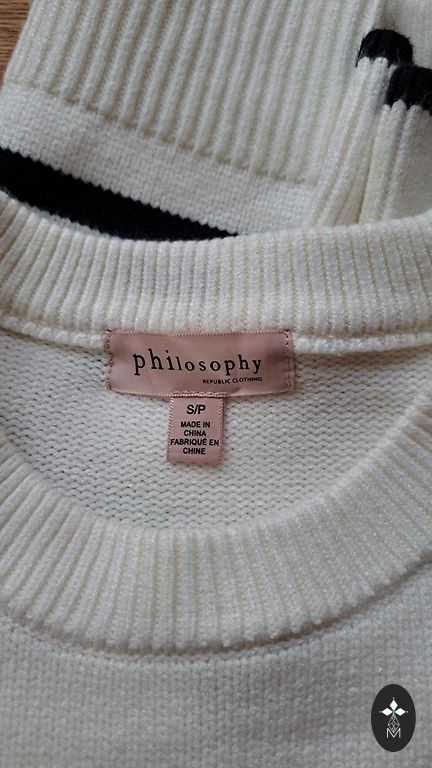 philosophy
REPUBLIC CLOTHING
S/P
MADE IN
CHINA
FABRIQUÉ EN
CHINE
M